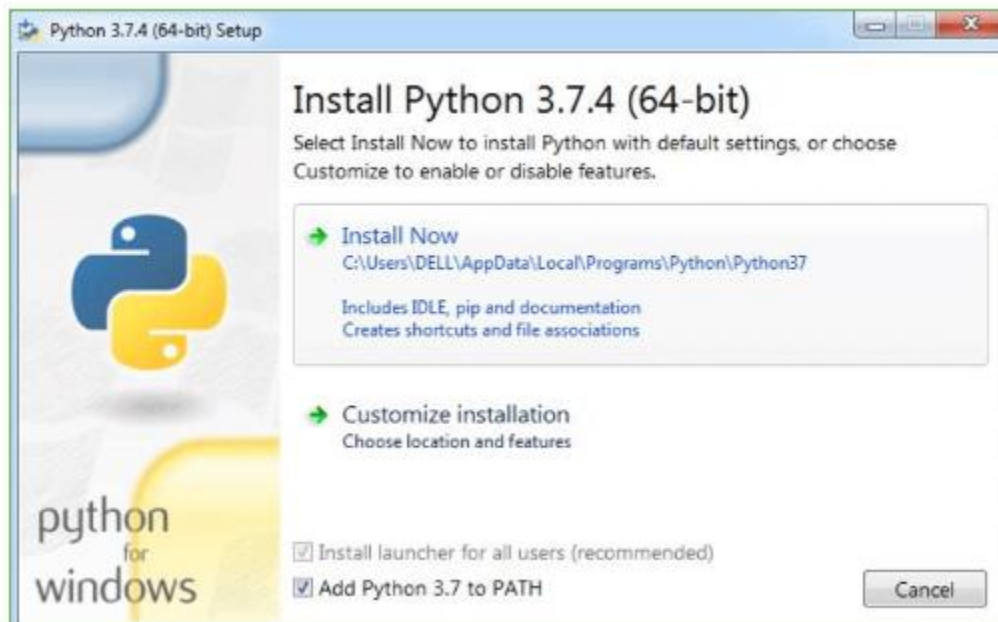 Python 3.7.4 (64-bit) Setup
Install Python 3.7.4 (64-bit)
Select Install Now to install Python with default settings, or choose
Customize to enable or disable features.
Install Now
C:\Users\DELL\AppData\Local\Programs\Python\Python37
Includes IDLE, pip and documentation
Creates shortcuts and file associations
Customize installation
Choose location and features
python
for
windows
Install launcher for all users (recommended)
Add Python 3.7 to PATH
Cancel